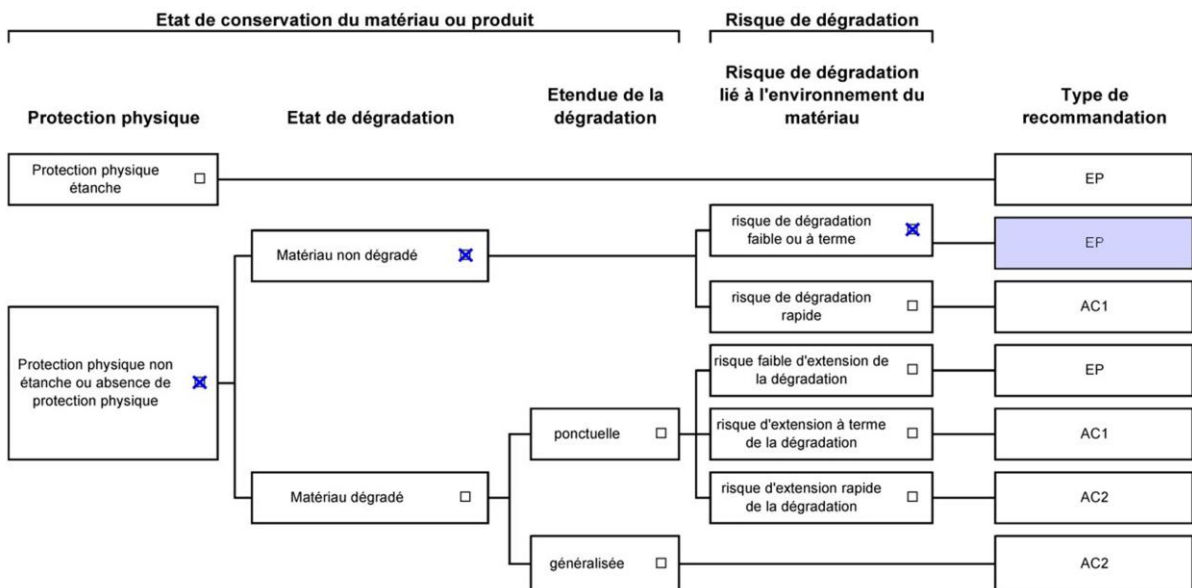 Etat de conservation du matériau ou produit
Risque de dégradation
Protection physique
Etat de dégradation
Etendue de la
dégradation
Risque de dégradation
lié à l'environnement du
matériau
Type de
recommandation
Protection physique
étanche
EP
risque de dégradation
faible ou à terme
EP
Matériau non dégradé
risque de dégradation
rapide
AC1
Protection physique non
étanche ou absence de
protection physique
risque faible d'extension de
la dégradation
EP
ponctuelle
risque d'extension à terme
de la dégradation
AC1
Matériau dégradé
risque d'extension rapide
de la dégradation
AC2
généralisée
AC2